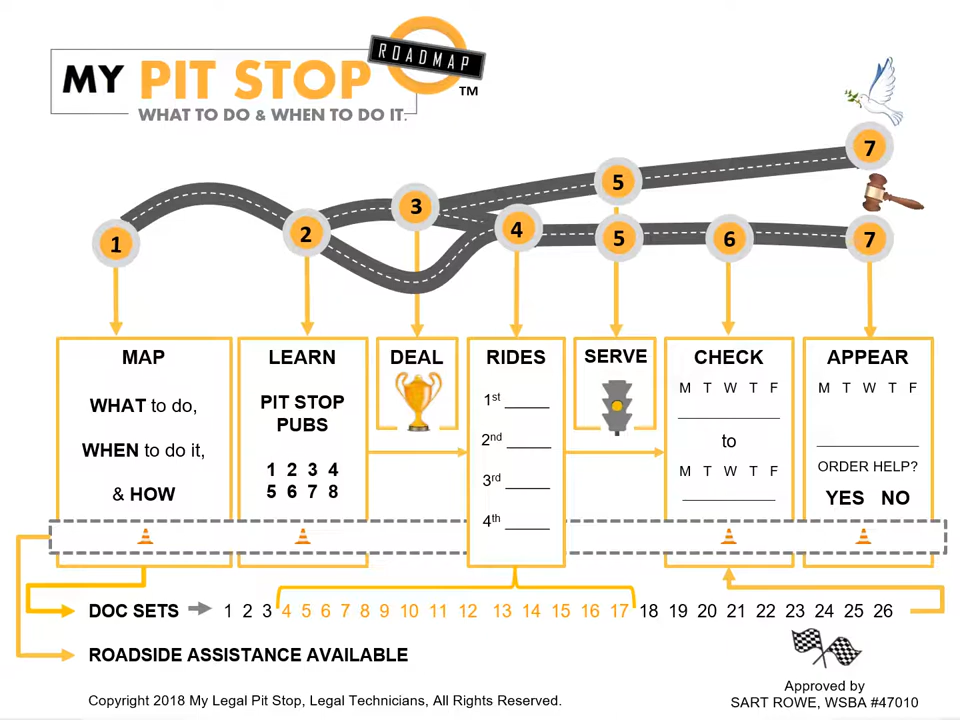 ROADMAP
MY PIT STOP
TM
WHAT TO DO & WHEN TO DO IT.
1
2
3
4
5
5
6
7
7
MAP
WHAT to do,
WHEN to do it,
& HOW
LEARN
PIT STOP
PUBS
1 2 3 4
5 6 7 8
DEAL
RIDES
1st ____
2nd ____
3rd ____
4th ____
SERVE
CHECK
M T W T F
to
M T W T F
APPEAR
M T W T F
ORDER HELP?
YES NO
DOC SETS 1 2 3 4 5 6 7 8 9 10 11 12 13 14 15 16 17 18 19 20 21 22 23 24 25 26
ROADSIDE ASSISTANCE AVAILABLE
Copyright 2018 My Legal Pit Stop, Legal Technicians, All Rights Reserved.
Approved by
SART ROWE, WSBA #47010